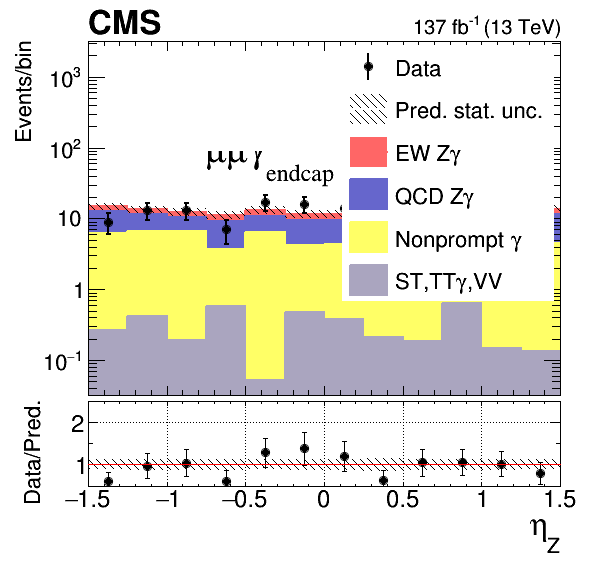 CMS 137 fb⁻¹ (13 TeV)
Events/bin
10³
10²
10
1
10⁻¹
Data
Pred. stat. unc.
EW Zγ
QCD Zγ
Nonprompt γ
ST,TTγ,VV
μμγ endcap
Data/Pred.
2
1
−1.5 −1 −0.5 0 0.5 1 1.5
η_Z